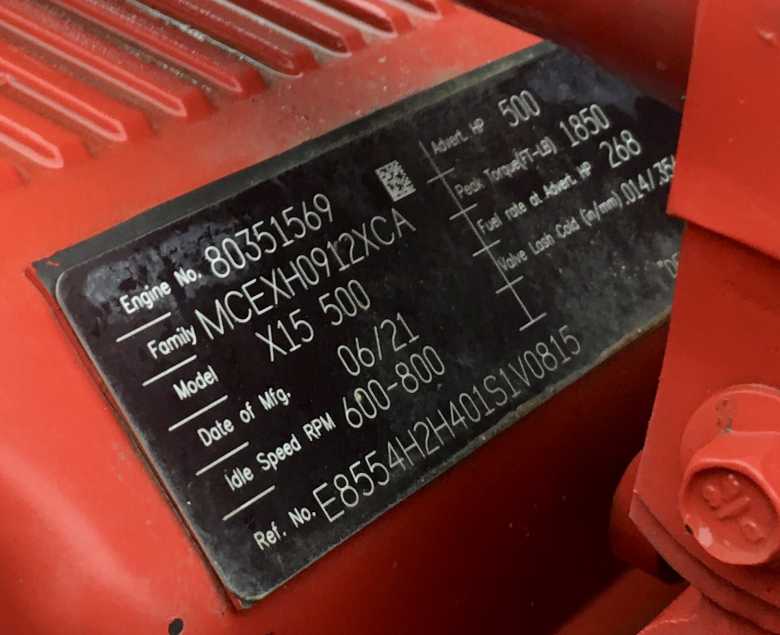 Engine No. 80351569
Family MCEXH0912XCA
Model X15 500
Date of Mfg. 06/21
Idle Speed RPM 600-800
Ref. No. E8554H2H401S1V0815
Advert. HP 500
Peak Torque(FT-LB) 1850
Fuel rate at Advert. HP 268
Valve Lash Cold (in/mm) .014/.35/